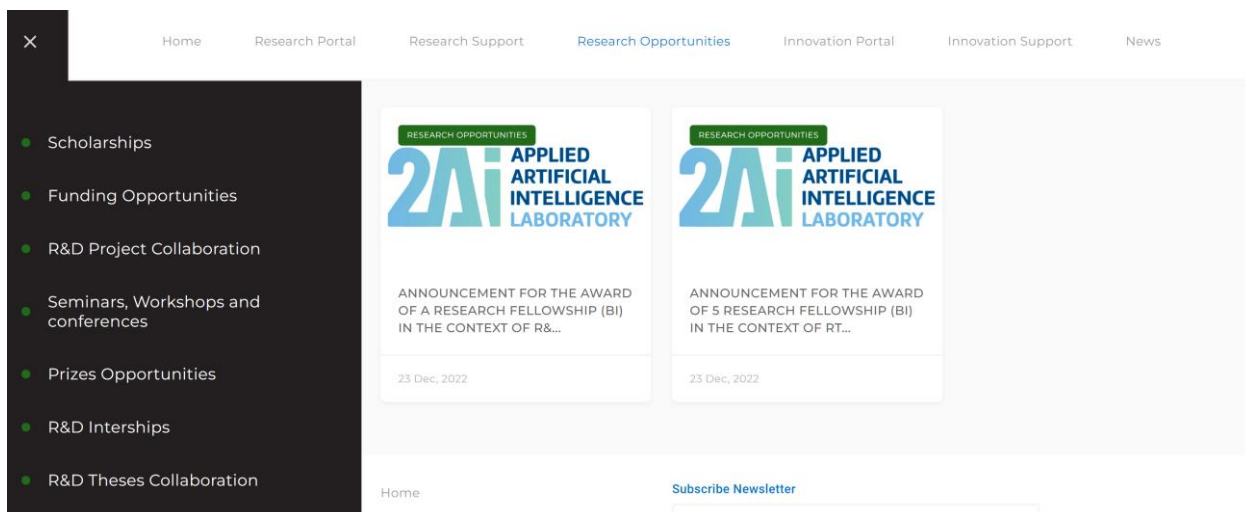 Home
Research Portal
Research Support
Research Opportunities
Innovation Portal
Innovation Support
News
Scholarships
Funding Opportunities
R&D Project Collaboration
Seminars, Workshops and
conferences
Prizes Opportunities
R&D Interships
R&D Theses Collaboration
RESEARCH OPPORTUNITIES
2Ai
APPLIED
ARTIFICIAL
INTELLIGENCE
LABORATORY
ANNOUNCEMENT FOR THE AWARD
OF A RESEARCH FELLOWSHIP (BI)
IN THE CONTEXT OF R&...
23 Dec, 2022
RESEARCH OPPORTUNITIES
2Ai
APPLIED
ARTIFICIAL
INTELLIGENCE
LABORATORY
ANNOUNCEMENT FOR THE AWARD
OF 5 RESEARCH FELLOWSHIP (BI)
IN THE CONTEXT OF RT...
23 Dec, 2022
Home
Subscribe Newsletter